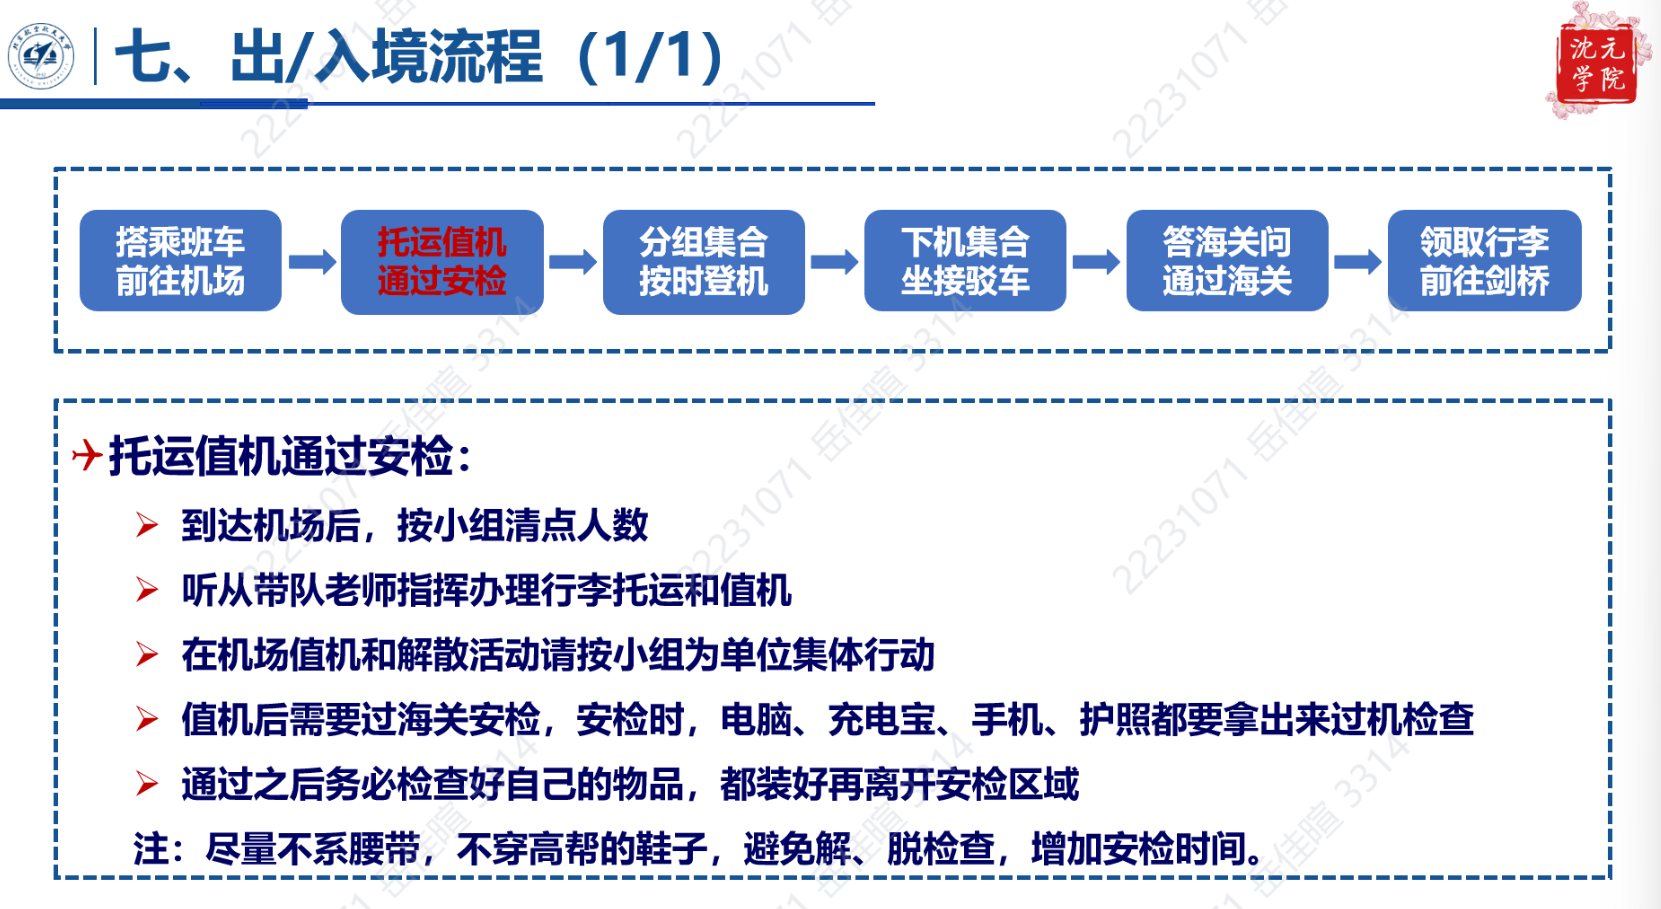 七、出/入境流程（1/1）
沈元
学院
搭乘班车
前往机场
托运值机
通过安检
分组集合
按时登机
下机集合
坐接驳车
答海关问
通过海关
领取行李
前往剑桥
托运值机通过安检：
到达机场后，按小组清点人数
听从带队老师指挥办理行李托运和值机
在机场值机和解散活动请按小组为单位集体行动
值机后需要过海关安检，安检时，电脑、充电宝、手机、护照都要拿出来过机检查
通过之后务必检查好自己的物品，都装好再离开安检区域
注：尽量不系腰带，不穿高帮的鞋子，避免解、脱检查，增加安检时间。
22231071 岳佳暄 3314